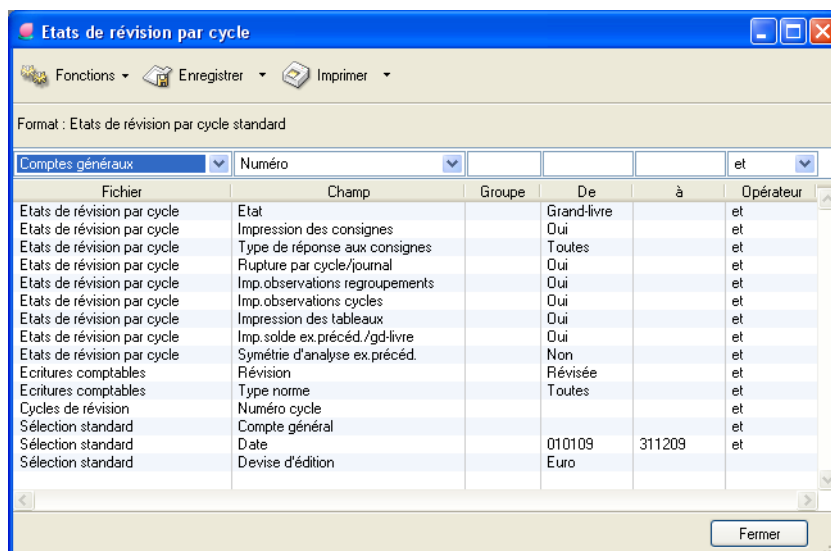 Etats de révision par cycle
Fonctions Enregistrer Imprimer
Format : Etats de révision par cycle standard
Comptes généraux Numéro et
Fichier Champ Groupe De à Opérateur
Etats de révision par cycle Etat Grand-livre et
Etats de révision par cycle Impression des consignes Oui et
Etats de révision par cycle Type de réponse aux consignes Toutes et
Etats de révision par cycle Rupture par cycle/journal Oui et
Etats de révision par cycle Imp.observations regroupements Oui et
Etats de révision par cycle Imp.observations cycles Oui et
Etats de révision par cycle Impression des tableaux Oui et
Etats de révision par cycle Imp.solde ex.précéd./gd-livre Oui et
Etats de révision par cycle Symétrie d'analyse ex.précéd. Non et
Ecritures comptables Révision Révisée et
Ecritures comptables Type norme Toutes et
Cycles de révision Numéro cycle et
Sélection standard Compte général et
Sélection standard Date 010109 311209 et
Sélection standard Devise d'édition Euro
Fermer